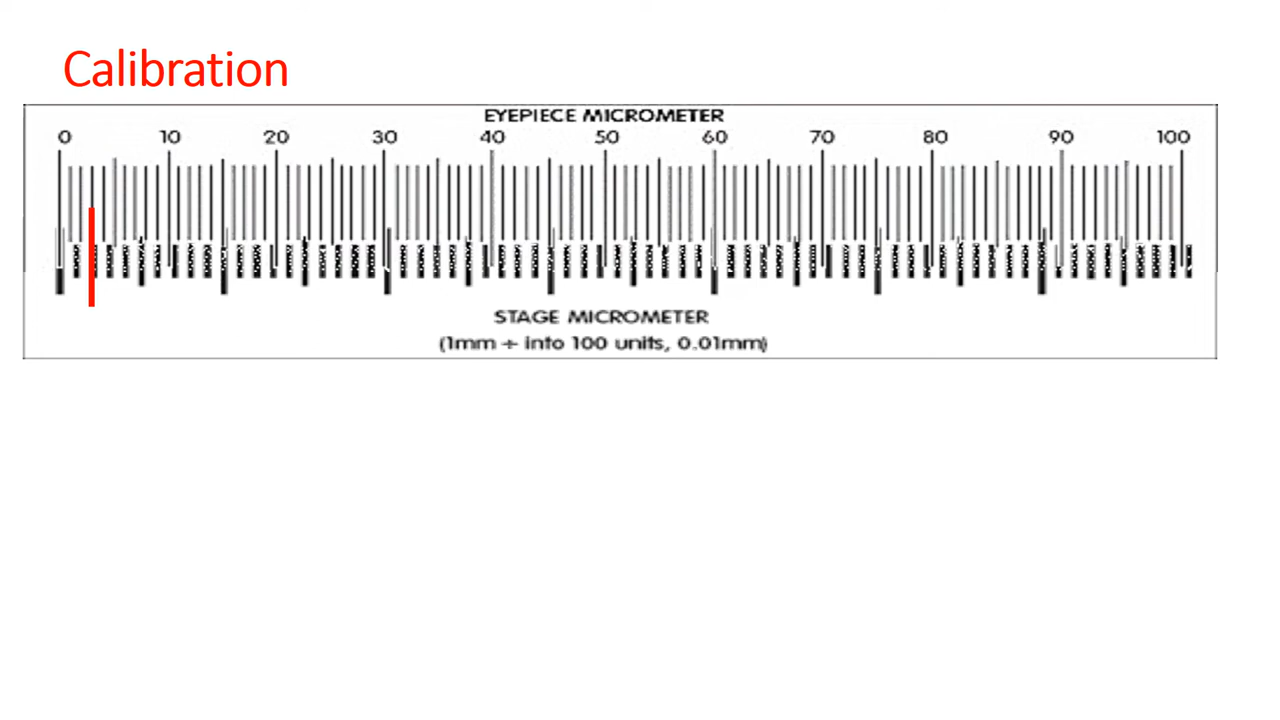 Calibration
EYEPIECE MICROMETER
0 10 20 30 40 50 60 70 80 90 100
STAGE MICROMETER
(1mm ÷ into 100 units, 0.01mm)